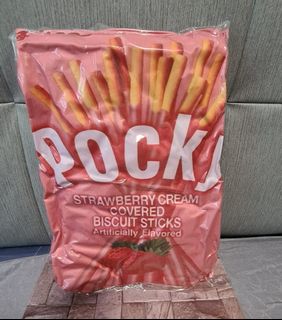 POCKY
STRAWBERRY CREAM
COVERED
BISCUIT STICKS
Artificially Flavored